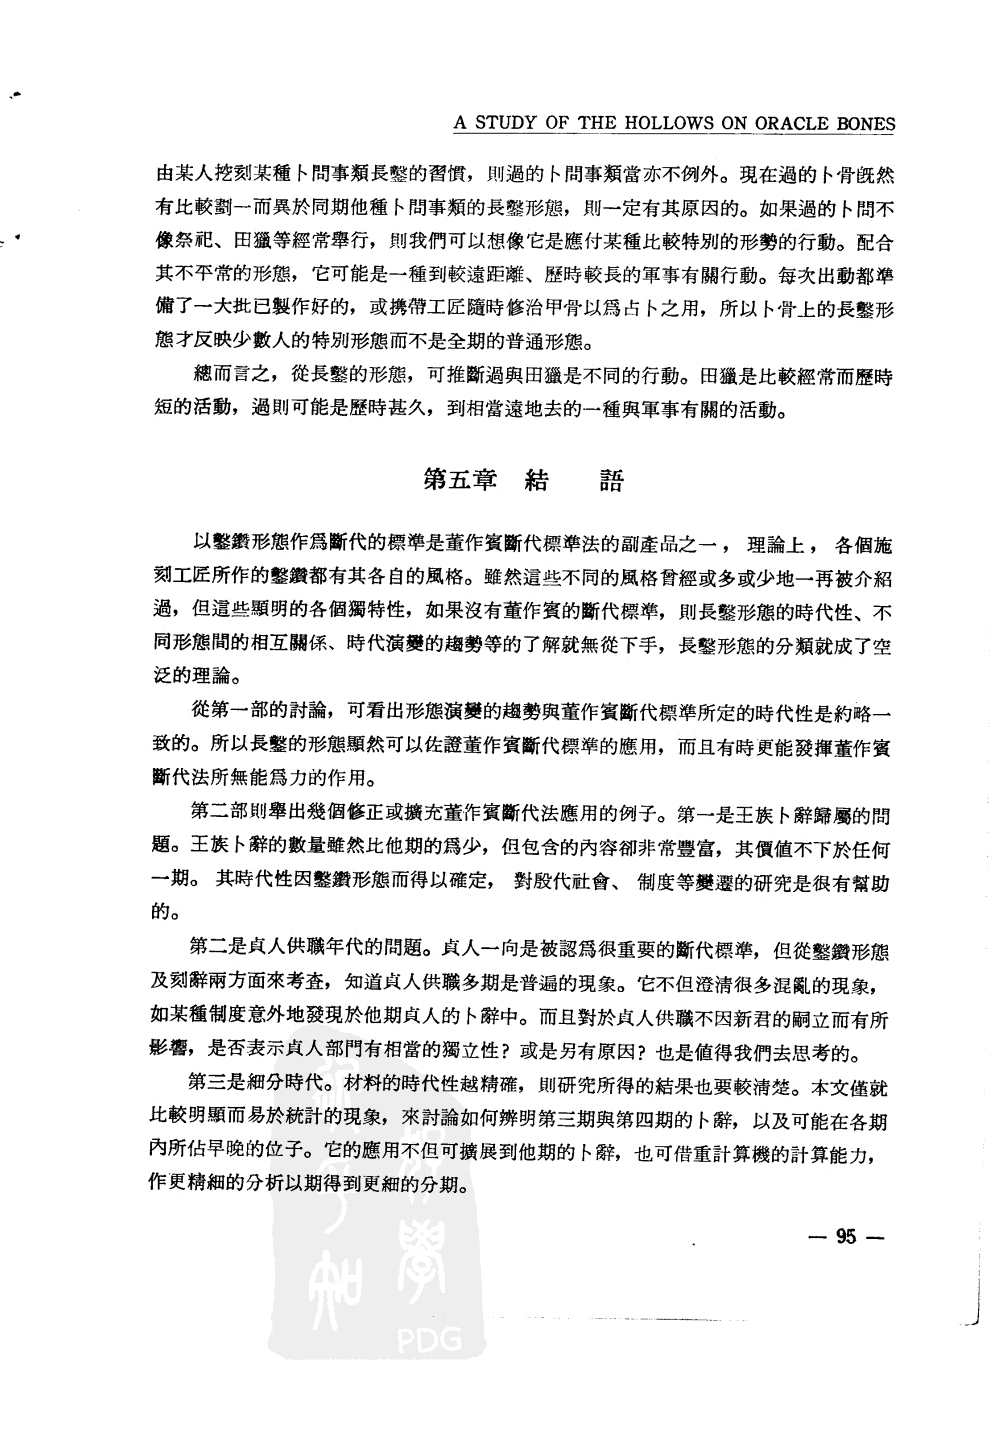 A STUDY OF THE HOLLOWS ON ORACLE BONES
由某人挖刻某種卜問事類長鑿的習慣，則過的卜問事類當亦不例外。現在過的卜骨旣然
有比較劃一而異於同期他種卜問事類的長鑿形態，則一定有其原因的。如果過的卜問不
像祭祀、田獵等經常舉行，則我們可以想像它是應付某種比較特別的形勢的行動。配合
其不平常的形態，它可能是一種到較遠距離、歷時較長的軍事有關行動。每次出動都準
備了一大批已製作好的，或携帶工匠隨時修治甲骨以爲占卜之用，所以卜骨上的長鑿形
態才反映少數人的特別形態而不是全期的普通形態。
總而言之，從長鑿的形態，可推斷過與田獵是不同的行動。田獵是比較經常而歷時
短的活動，過則可能是歷時甚久，到相當遠地去的一種與軍事有關的活動。
第五章　結　　語
以鑿鑽形態作爲斷代的標準是董作賓斷代標準法的副產品之一，理論上，各個施
刻工匠所作的鑿鑽都有其各自的風格。雖然這些不同的風格曾經或多或少地一再被介紹
過，但這些顯明的各個獨特性，如果沒有董作賓的斷代標準，則長鑿形態的時代性、不
同形態間的相互關係、時代演變的趨勢等的了解就無從下手，長鑿形態的分類就成了空
泛的理論。
從第一部的討論，可看出形態演變的趨勢與董作賓斷代標準所定的時代性是約略一
致的。所以長鑿的形態顯然可以佐證董作賓斷代標準的應用，而且有時更能發揮董作賓
斷代法所無能爲力的作用。
第二部則舉出幾個修正或擴充董作賓斷代法應用的例子。第一是王族卜辭歸屬的問
題。王族卜辭的數量雖然比他期的爲少，但包含的內容卻非常豐富，其價值不下於任何
一期。其時代性因鑿鑽形態而得以確定，對殷代社會、制度等變遷的研究是很有幫助
的。
第二是貞人供職年代的問題。貞人一向是被認爲很重要的斷代標準，但從鑿鑽形態
及刻辭兩方面來考查，知道貞人供職多期是普遍的現象。它不但澄清很多混亂的現象，
如某種制度意外地發現於他期貞人的卜辭中。而且對於貞人供職不因新君的嗣立而有所
影響，是否表示貞人部門有相當的獨立性？或是另有原因？也是值得我們去思考的。
第三是細分時代。材料的時代性越精確，則研究所得的結果也要較清楚。本文僅就
比較明顯而易於統計的現象，來討論如何辨明第三期與第四期的卜辭，以及可能在各期
內所佔早晚的位子。它的應用不但可擴展到他期的卜辭，也可借重計算機的計算能力，
作更精細的分析以期得到更細的分期。
— 95 —
PDG